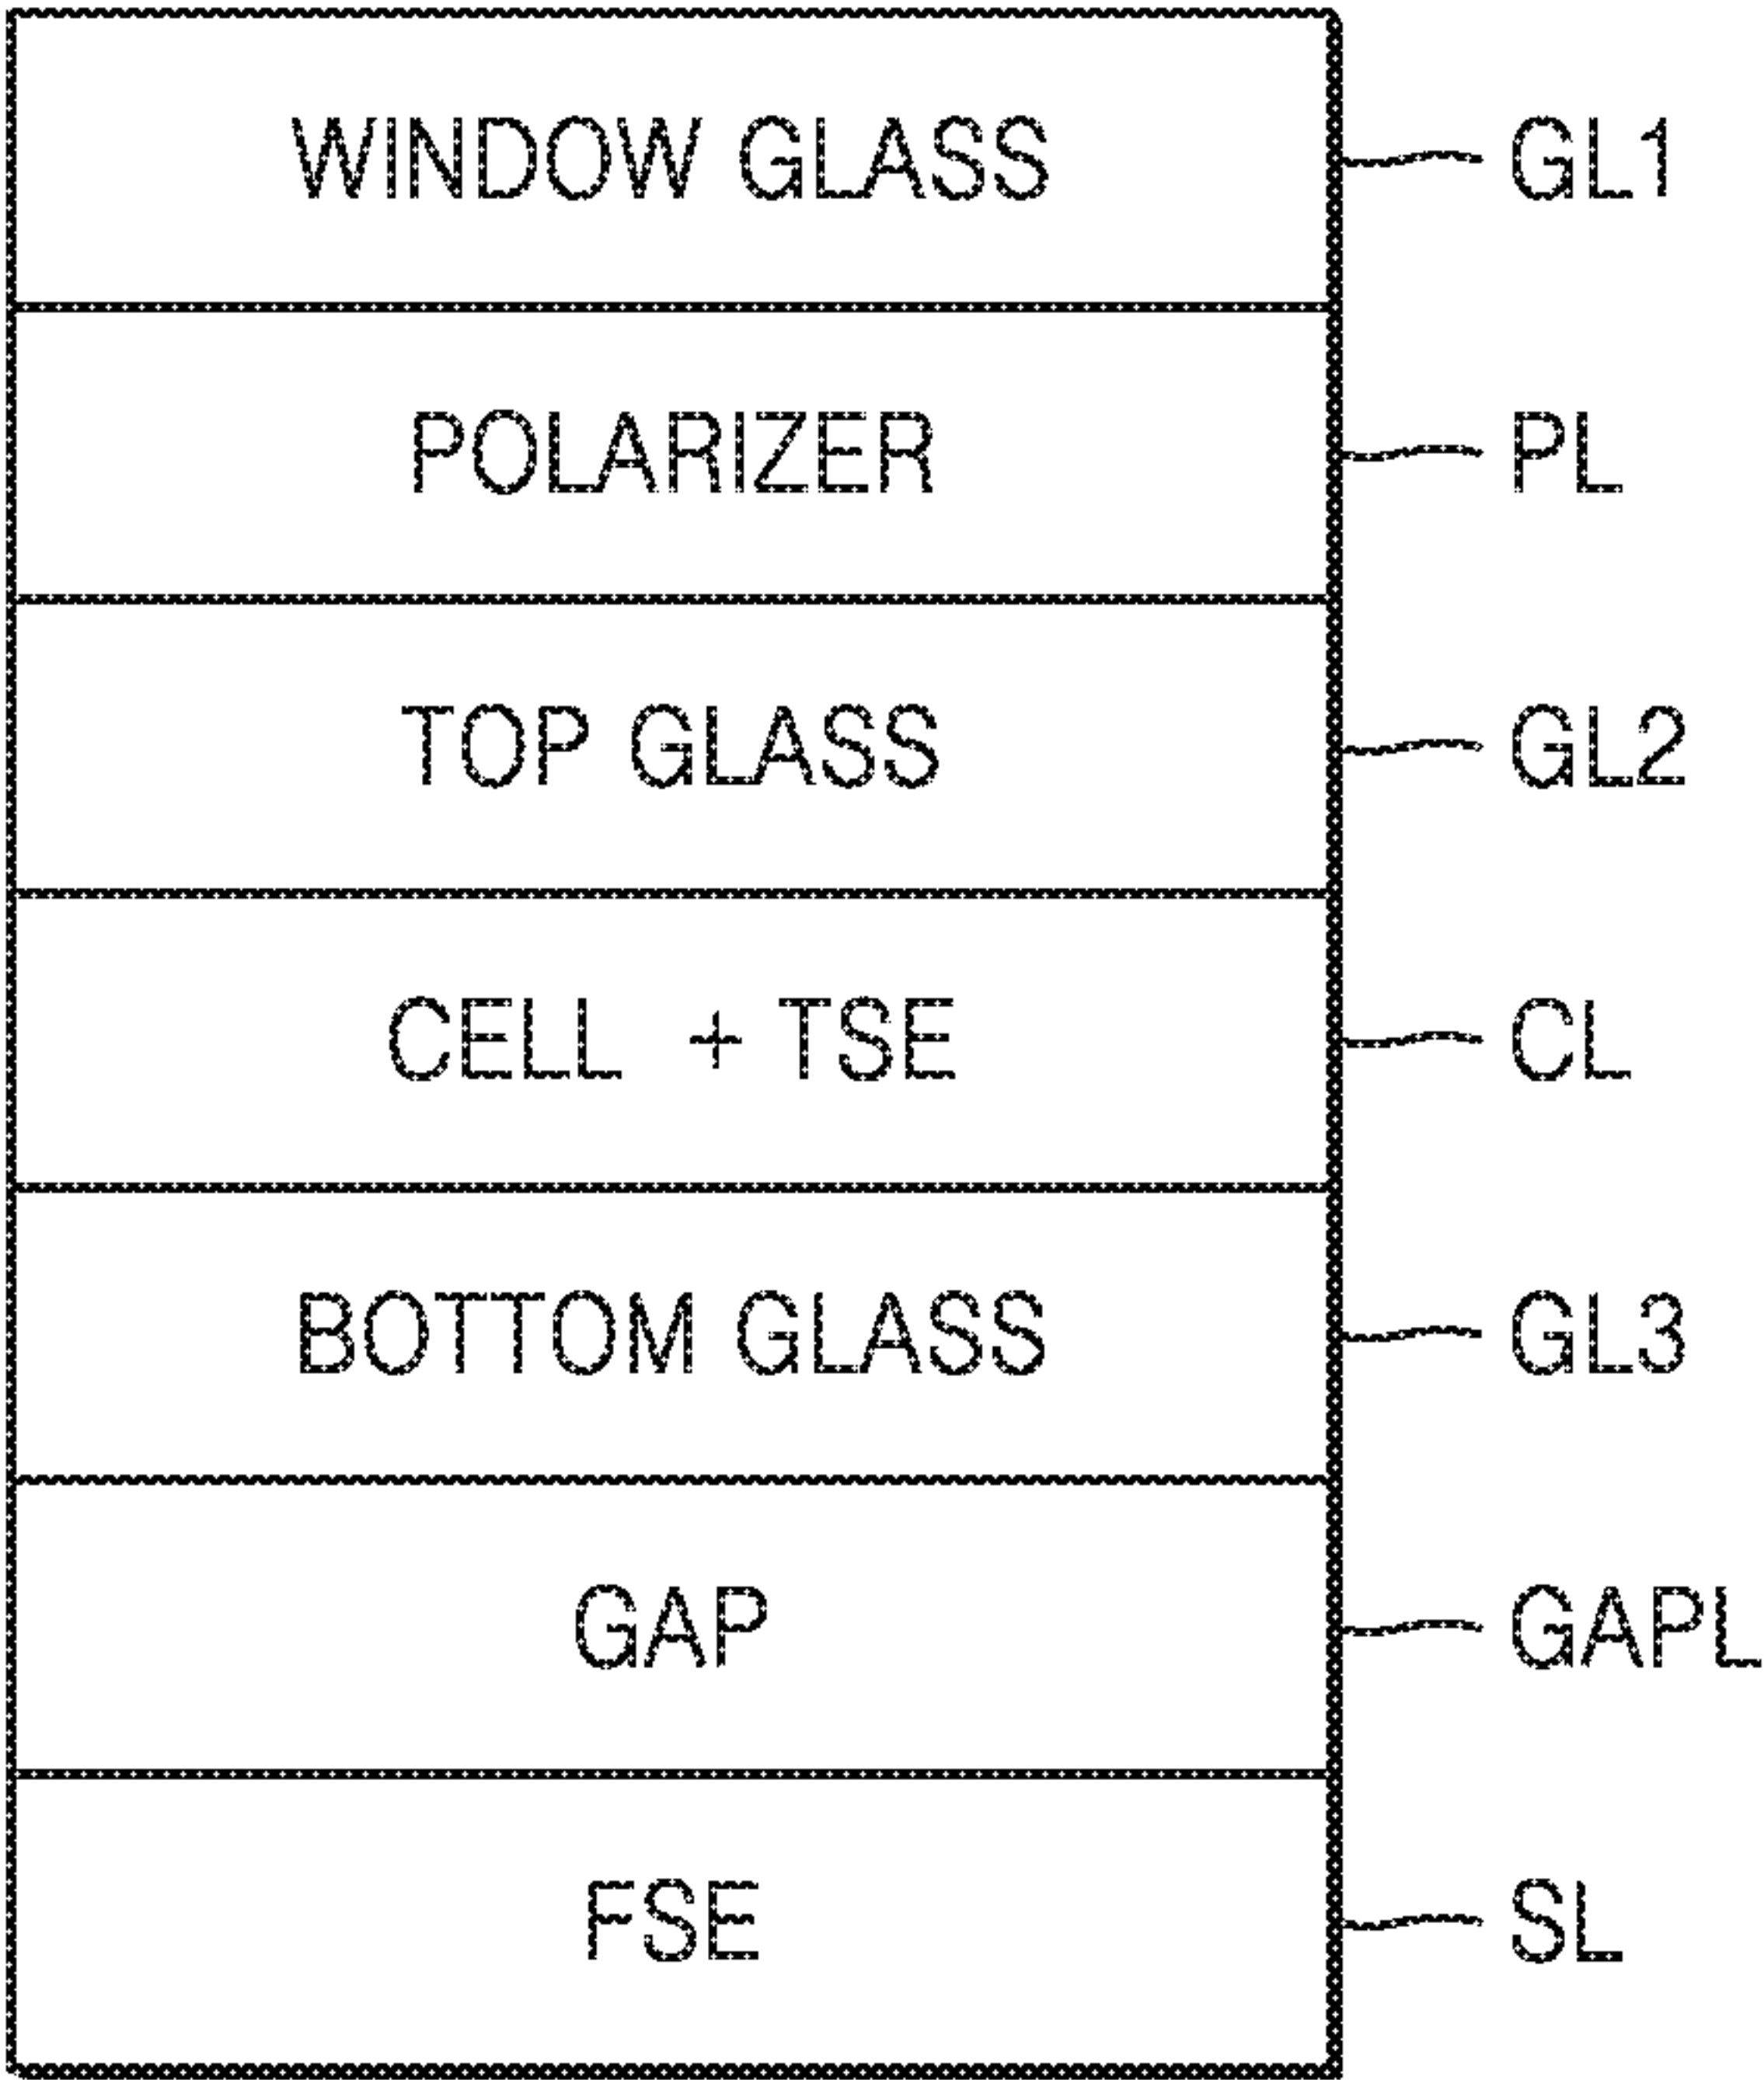 WINDOW GLASS GL1
POLARIZER PL
TOP GLASS GL2
CELL + TSE CL
BOTTOM GLASS GL3
GAP GAPL
FSE SL